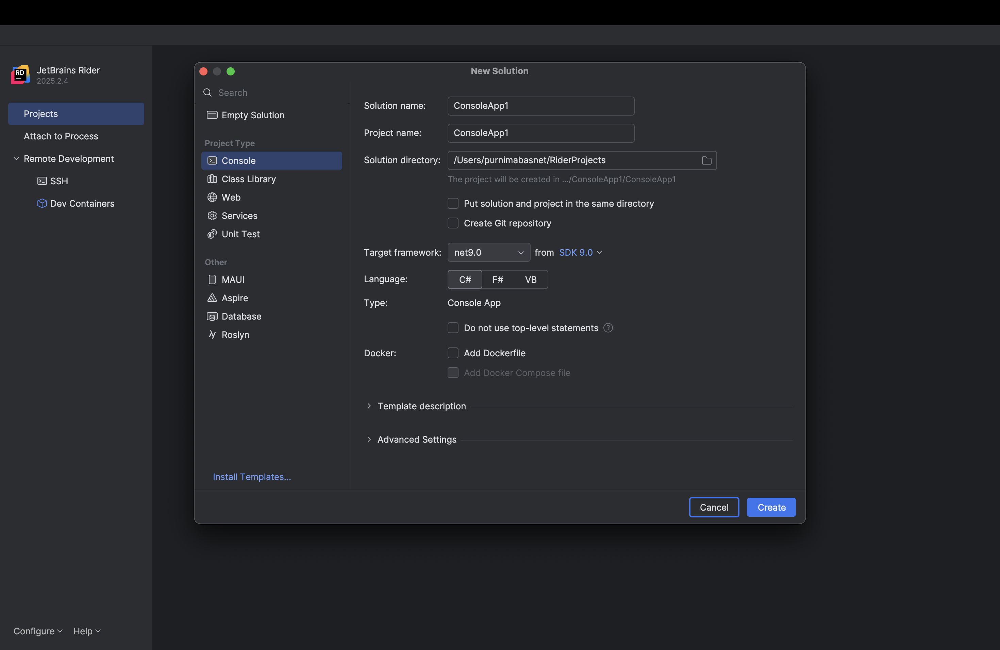 RD
JetBrains Rider
2025.2.4
Projects
Attach to Process
Remote Development
SSH
Dev Containers
Configure
Help
New Solution
Search
Empty Solution
Project Type
Console
Class Library
Web
Services
Unit Test
Other
MAUI
Aspire
Database
Roslyn
Install Templates...
Solution name: ConsoleApp1
Project name: ConsoleApp1
Solution directory: /Users/purnimabasnet/RiderProjects
The project will be created in .../ConsoleApp1/ConsoleApp1
Put solution and project in the same directory
Create Git repository
Target framework: net9.0 from SDK 9.0
Language: C# F# VB
Type: Console App
Do not use top-level statements ?
Docker: Add Dockerfile
Add Docker Compose file
Template description
Advanced Settings
Cancel Create